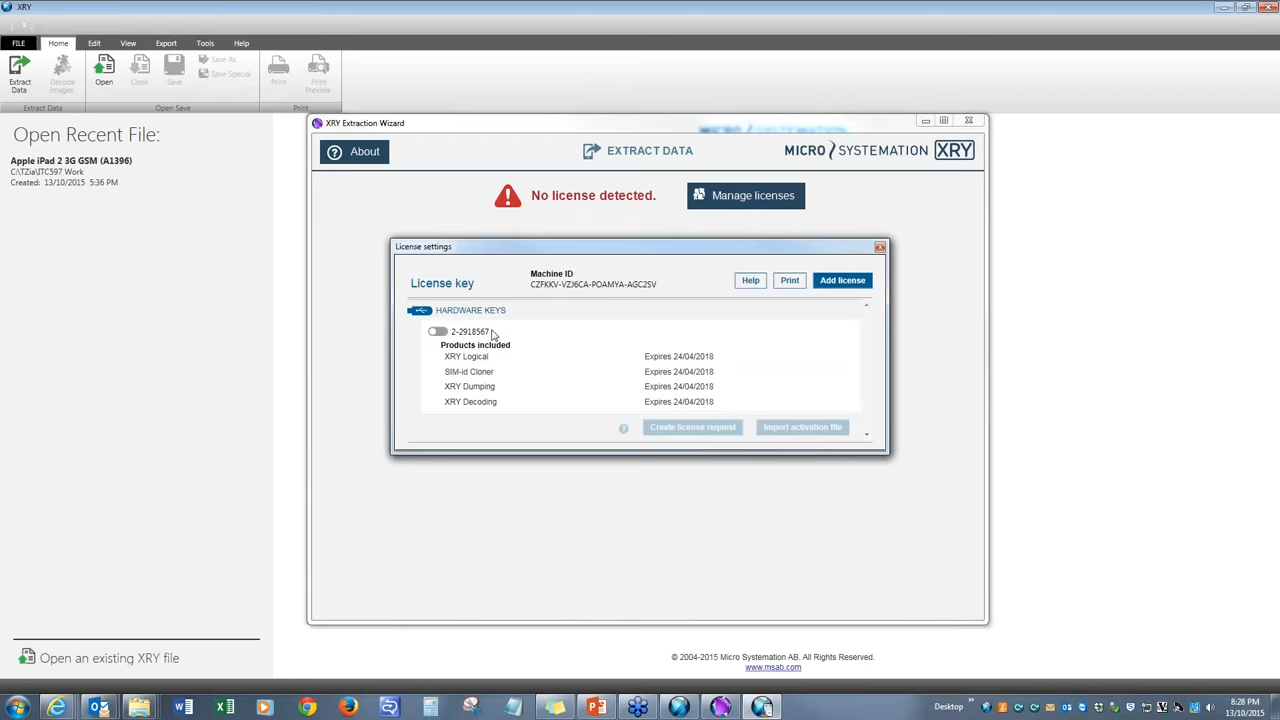 XRY
FILE
Home
Edit
View
Export
Tools
Help
Extract
Data
Decode
Images
Open
Close
Save
Save As
Save Special
Print
Print
Preview
Extract Data
Open Save
Print
Open Recent File:
Apple iPad 2 3G GSM (A1396)
C:\TZia\ITC597 Work
Created: 13/10/2015 5:36 PM
XRY Extraction Wizard
About
EXTRACT DATA
MICRO SYSTEMATION XRY
No license detected.
Manage licenses
License settings
License key
Machine ID
CZFKKV-VZJ6CA-POAMYA-AGC2SV
Help
Print
Add license
HARDWARE KEYS
2-2918567
Products included
XRY Logical Expires 24/04/2018
SIM-id Cloner Expires 24/04/2018
XRY Dumping Expires 24/04/2018
XRY Decoding Expires 24/04/2018
Create license request
Import activation file
Open an existing XRY file
© 2004-2015 Micro Systemation AB. All Rights Reserved.
www.msab.com
Desktop
8:28 PM
13/10/2015